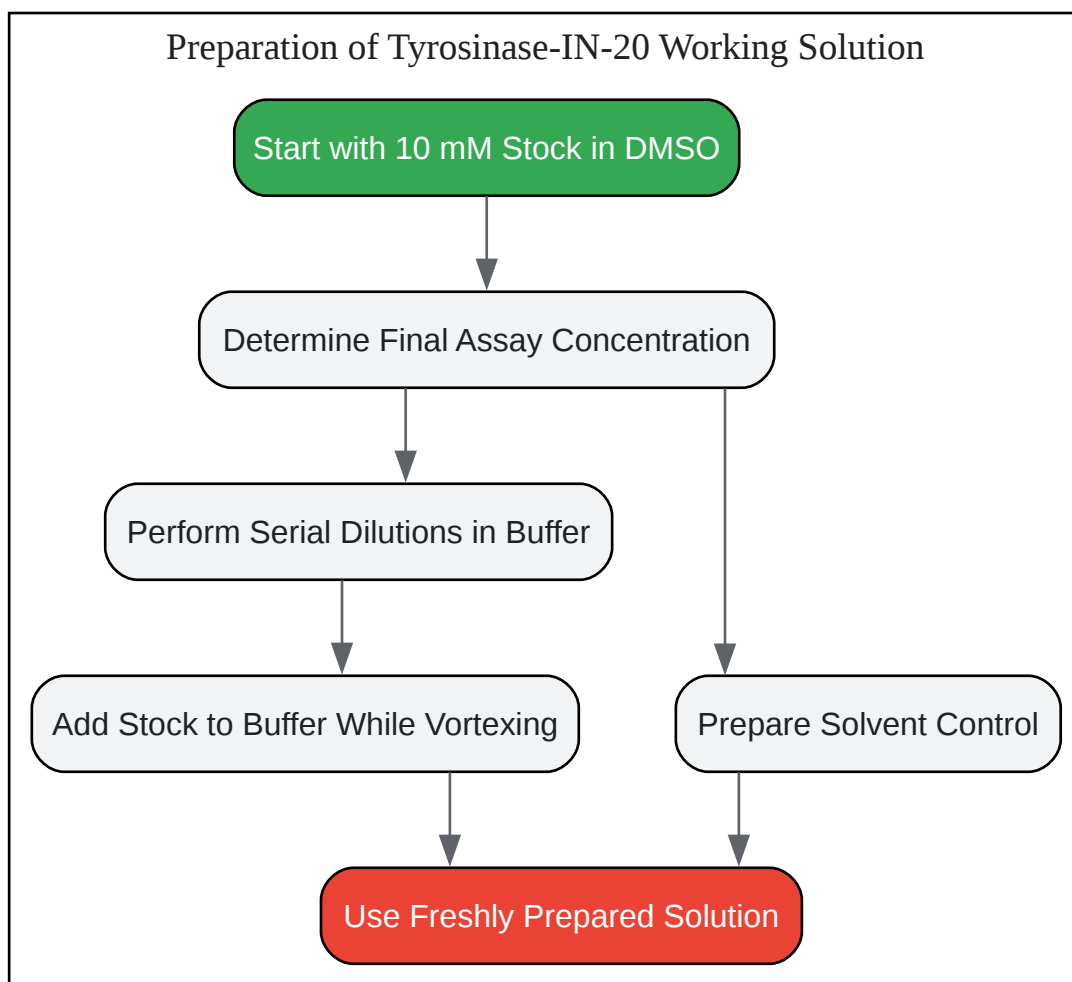 Preparation of Tyrosinase-IN-20 Working Solution
Start with 10 mM Stock in DMSO
Determine Final Assay Concentration
Perform Serial Dilutions in Buffer
Add Stock to Buffer While Vortexing
Prepare Solvent Control
Use Freshly Prepared Solution